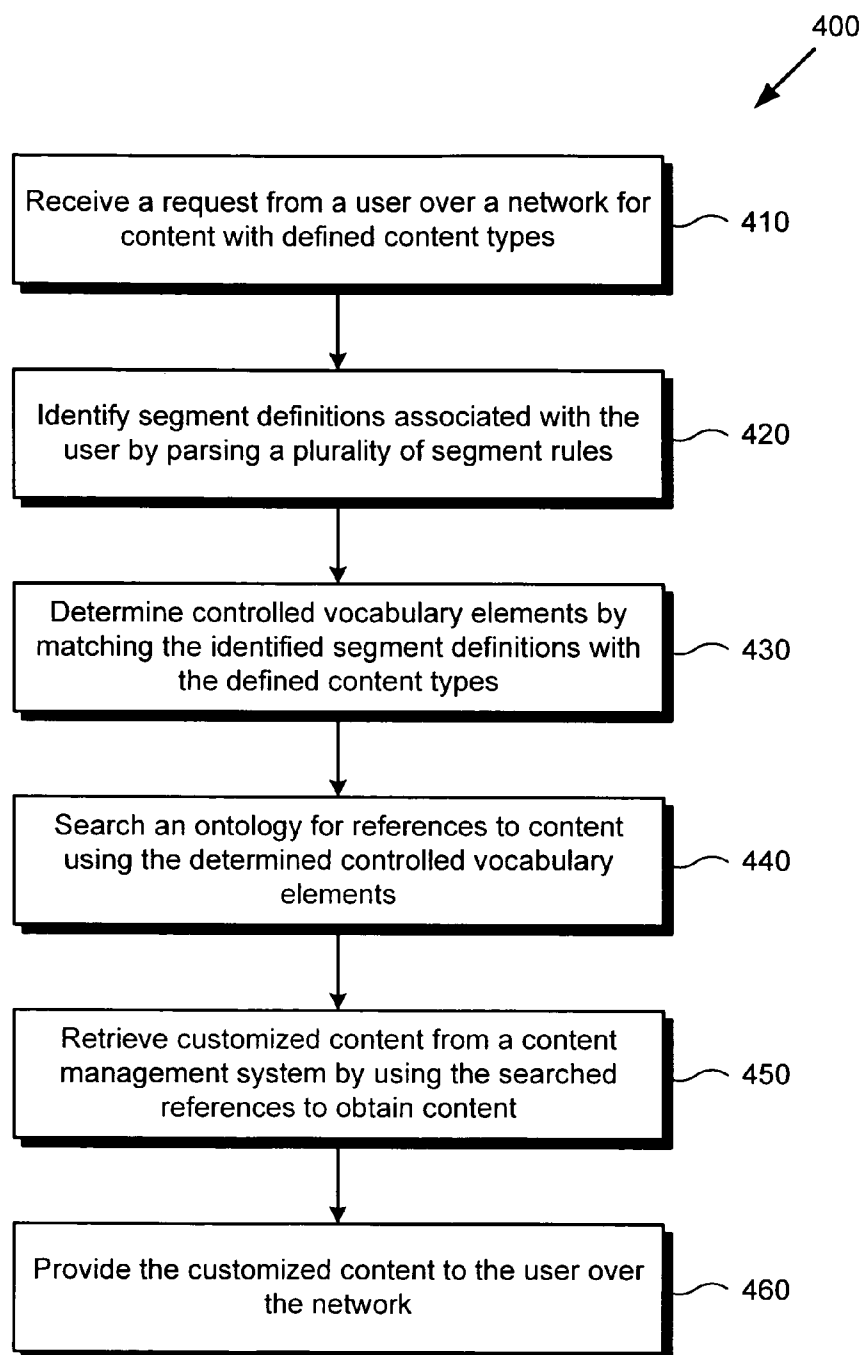 400
Receive a request from a user over a network for
content with defined content types
410
Identify segment definitions associated with the
user by parsing a plurality of segment rules
420
Determine controlled vocabulary elements by
matching the identified segment definitions with
the defined content types
430
Search an ontology for references to content
using the determined controlled vocabulary
elements
440
Retrieve customized content from a content
management system by using the searched
references to obtain content
450
Provide the customized content to the user over
the network
460